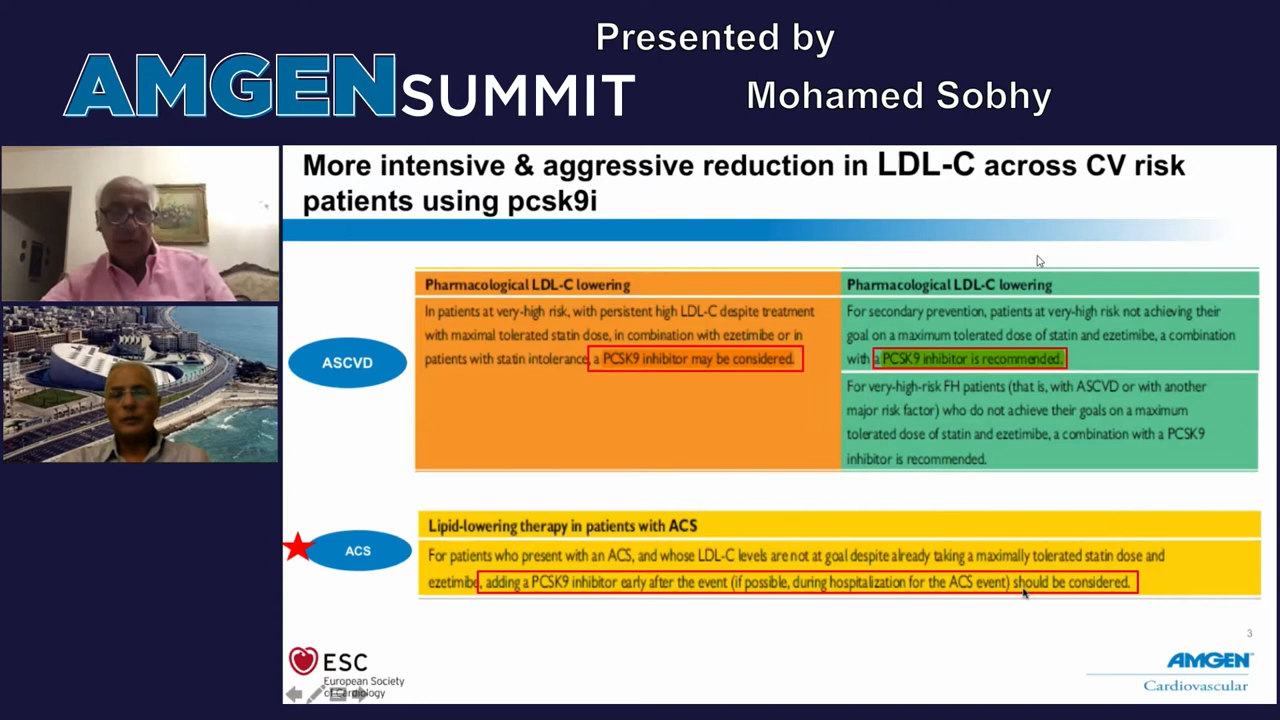 Presented by
AMGEN SUMMIT
Mohamed Sobhy
More intensive & aggressive reduction in LDL-C across CV risk
patients using pcsk9i
ASCVD
Pharmacological LDL-C lowering
In patients at very-high risk, with persistent high LDL-C despite treatment
with maximal tolerated statin dose, in combination with ezetimibe or in
patients with statin intolerance, a PCSK9 inhibitor may be considered.
Pharmacological LDL-C lowering
For secondary prevention, patients at very-high risk not achieving their
goal on a maximum tolerated dose of statin and ezetimibe, a combination
with a PCSK9 inhibitor is recommended.
For very-high-risk FH patients (that is, with ASCVD or with another
major risk factor) who do not achieve their goals on a maximum
tolerated dose of statin and ezetimibe, a combination with a PCSK9
inhibitor is recommended.
ACS
Lipid-lowering therapy in patients with ACS
For patients who present with an ACS, and whose LDL-C levels are not at goal despite already taking a maximally tolerated statin dose and
ezetimibe, adding a PCSK9 inhibitor early after the event (if possible, during hospitalization for the ACS event) should be considered.
3
ESC
European Society
of Cardiology
AMGEN
Cardiovascular